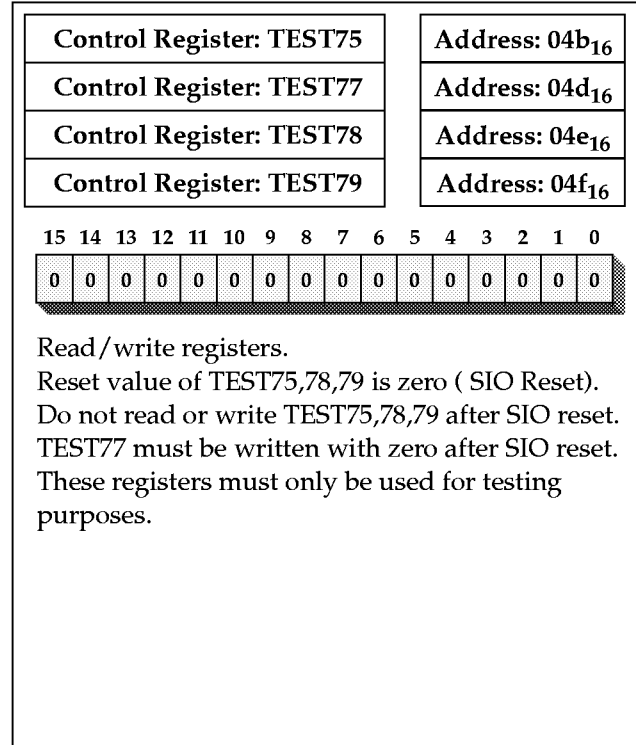 Control Register: TEST75 Address: 04b₁₆
Control Register: TEST77 Address: 04d₁₆
Control Register: TEST78 Address: 04e₁₆
Control Register: TEST79 Address: 04f₁₆
15 14 13 12 11 10 9 8 7 6 5 4 3 2 1 0
0 0 0 0 0 0 0 0 0 0 0 0 0 0 0 0
Read/write registers.
Reset value of TEST75,78,79 is zero ( SIO Reset).
Do not read or write TEST75,78,79 after SIO reset.
TEST77 must be written with zero after SIO reset.
These registers must only be used for testing
purposes.